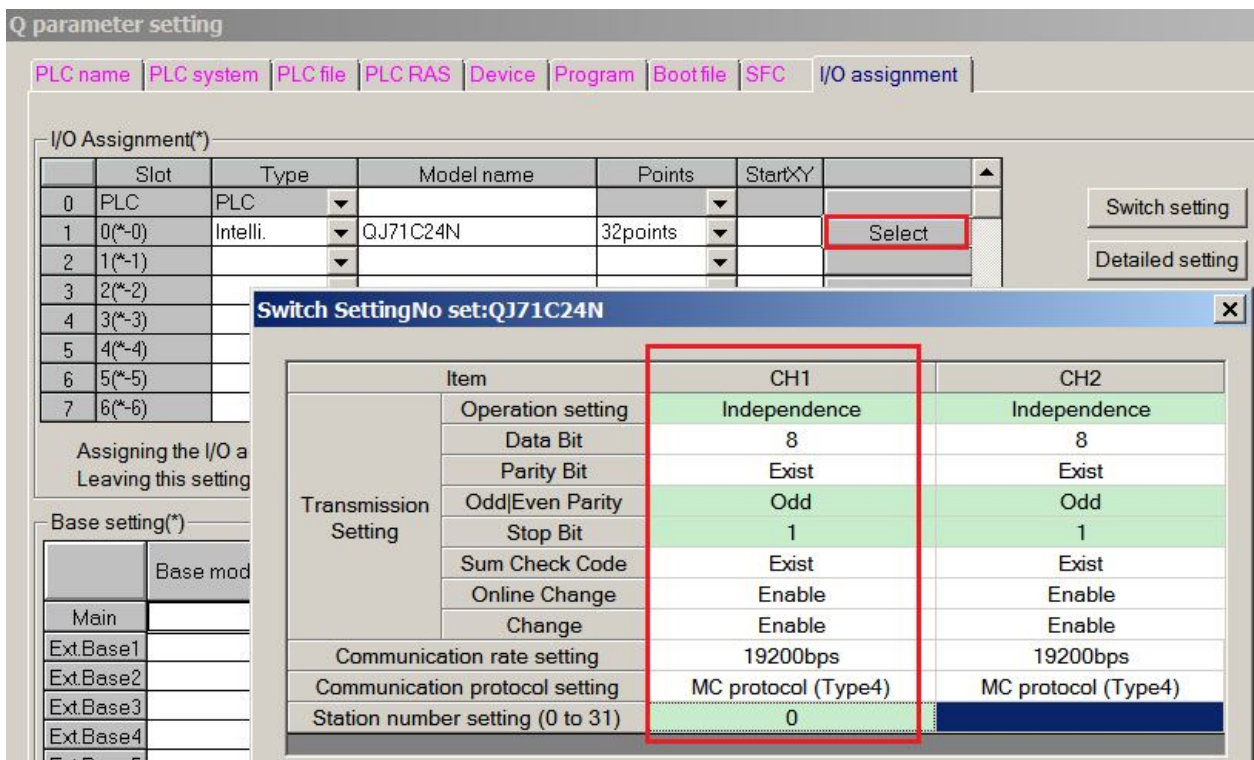 Q parameter setting
PLC name PLC system PLC file PLC RAS Device Program Boot file SFC I/O assignment
I/O Assignment(*)
Slot Type Model name Points StartXY
0 PLC PLC
1 0(*-0) Intelli. QJ71C24N 32points Select
2 1(*-1)
3 2(*-2)
4 3(*-3)
5 4(*-4)
6 5(*-5)
7 6(*-6)
Switch setting
Detailed setting
Assigning the I/O a
Leaving this setting
Base setting(*)
Base mod
Main
Ext.Base1
Ext.Base2
Ext.Base3
Ext.Base4
Switch SettingNo set:QJ71C24N
Item CH1 CH2
Transmission Setting
Operation setting Independence Independence
Data Bit 8 8
Parity Bit Exist Exist
Odd|Even Parity Odd Odd
Stop Bit 1 1
Sum Check Code Exist Exist
Online Change Enable Enable
Change Enable Enable
Communication rate setting 19200bps 19200bps
Communication protocol setting MC protocol (Type4) MC protocol (Type4)
Station number setting (0 to 31) 0